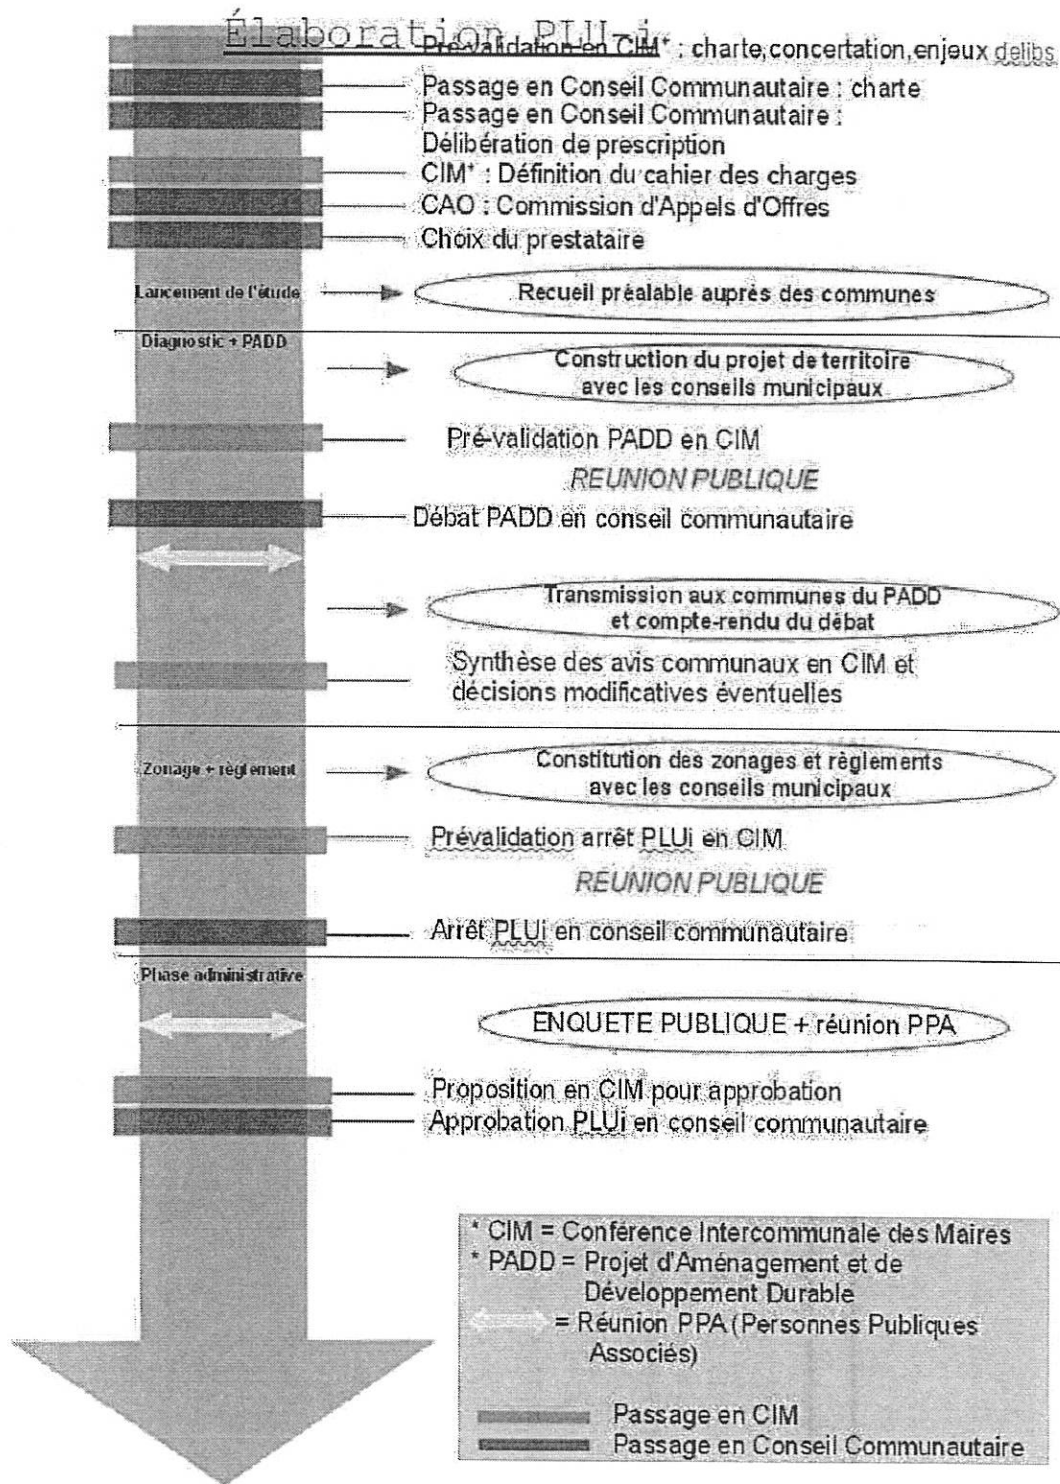 Élaboration PLU-i
Pré-validation en CIM* : charte,concertation,enjeux delibs
Passage en Conseil Communautaire : charte
Passage en Conseil Communautaire :
Délibération de prescription
CIM* : Définition du cahier des charges
CAO : Commission d'Appels d'Offres
Choix du prestataire
Lancement de l'étude
Recueil préalable auprès des communes
Diagnostic + PADD
Construction du projet de territoire
avec les conseils municipaux
Pré-validation PADD en CIM
REUNION PUBLIQUE
Débat PADD en conseil communautaire
Transmission aux communes du PADD
et compte-rendu du débat
Synthèse des avis communaux en CIM et
décisions modificatives éventuelles
Zonage + règlement
Constitution des zonages et règlements
avec les conseils municipaux
Prévalidation arrêt PLUi en CIM
REUNION PUBLIQUE
Arrêt PLUi en conseil communautaire
Phase administrative
ENQUETE PUBLIQUE + réunion PPA
Proposition en CIM pour approbation
Approbation PLUi en conseil communautaire
* CIM = Conférence Intercommunale des Maires
* PADD = Projet d'Aménagement et de
Développement Durable
= Réunion PPA (Personnes Publiques
Associés)
Passage en CIM
Passage en Conseil Communautaire